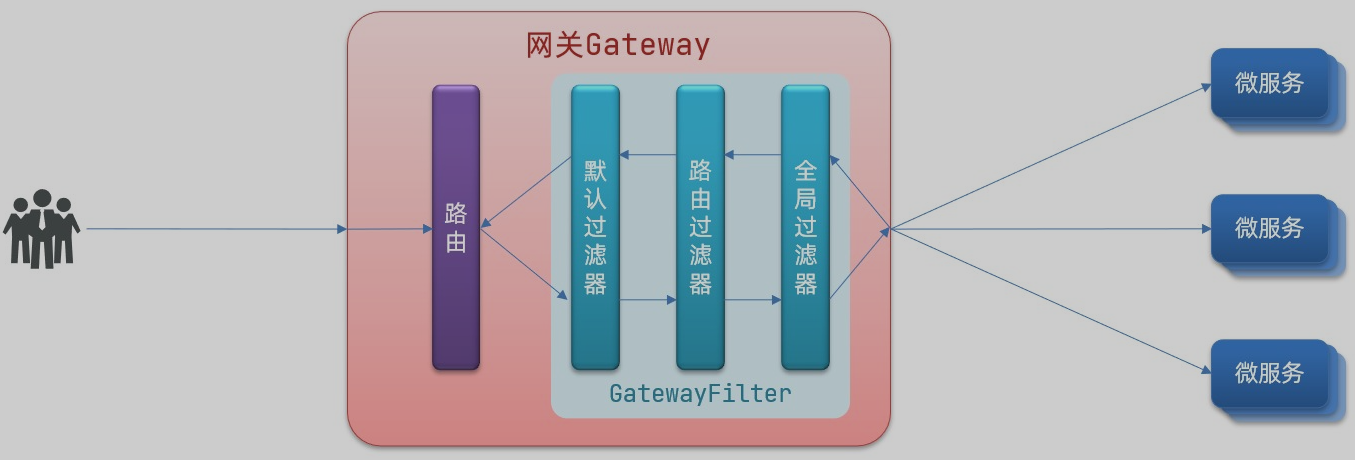 网关Gateway
路由
默认过滤器
路由过滤器
全局过滤器
GatewayFilter
微服务
微服务
微服务